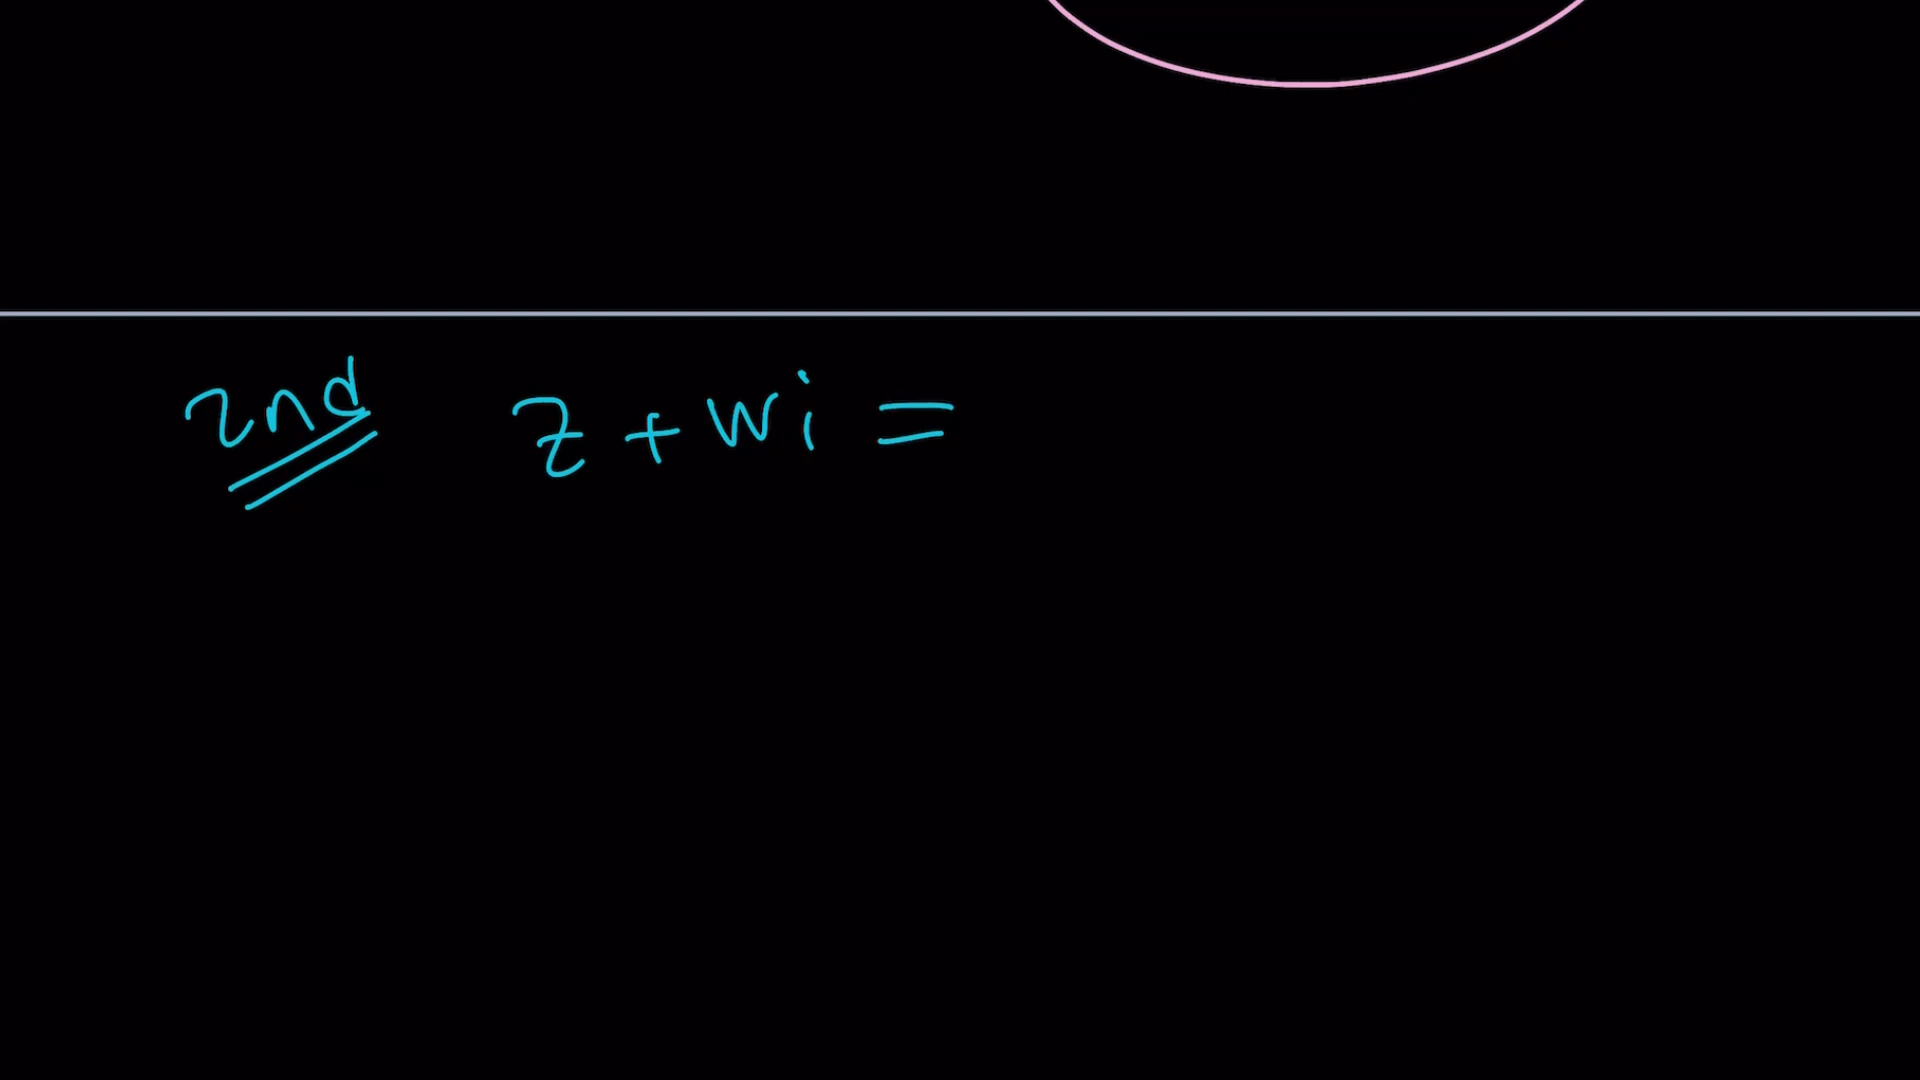 2nd z + wi =